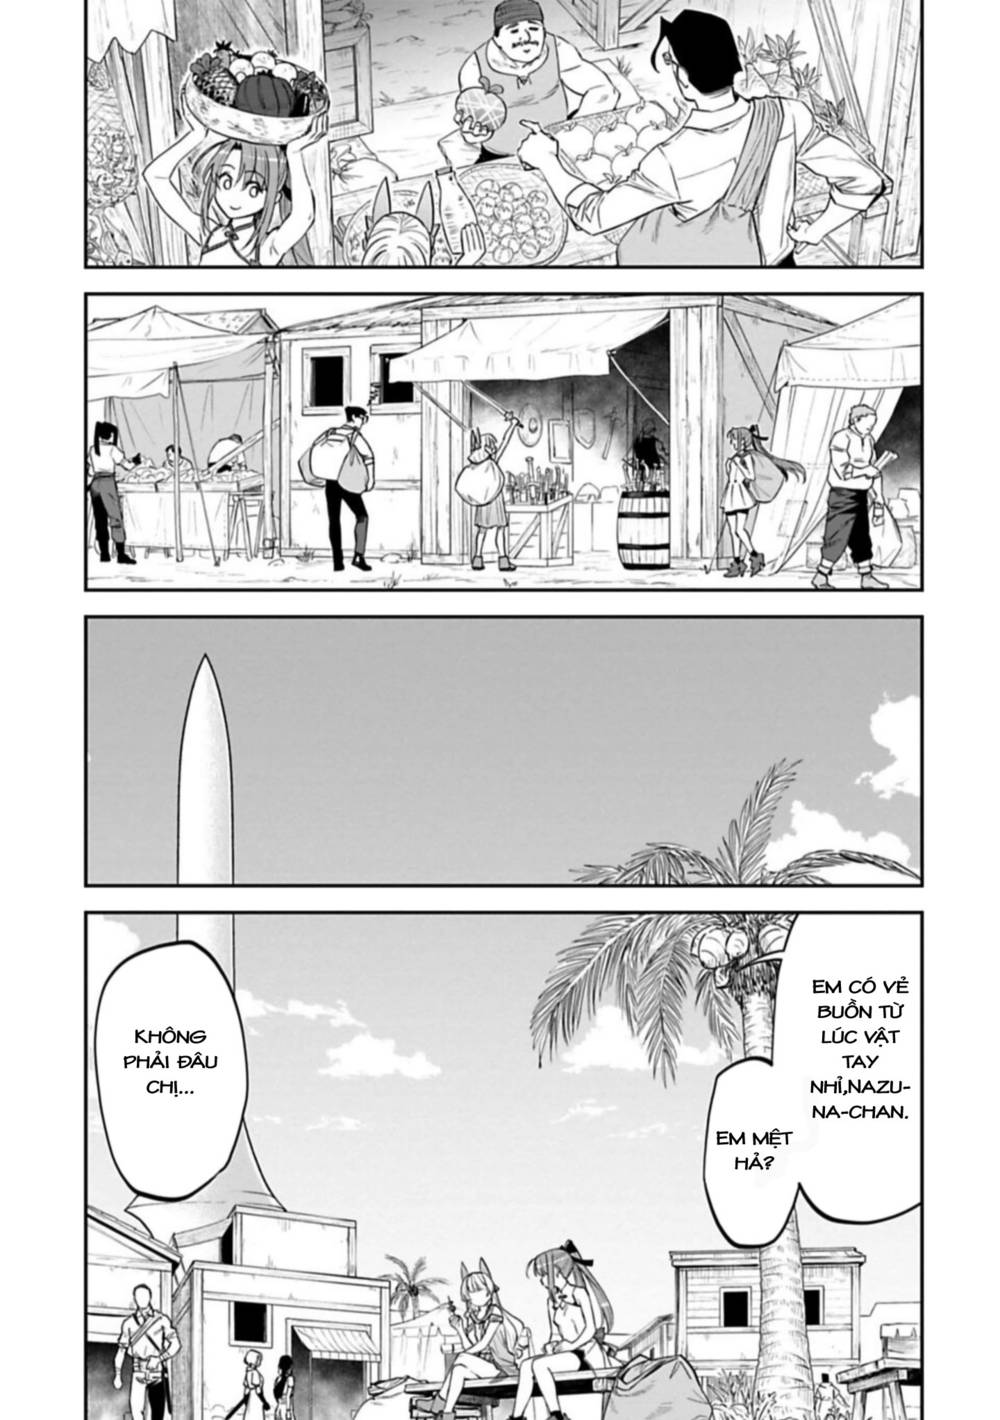 EM CÓ VẺ
BUỒN TỪ
LÚC VẬT
TAY
NHỈ,NAZU-
NA-CHAN.
EM MỆT
HẢ?
KHÔNG
PHẢI ĐÂU
CHỊ...